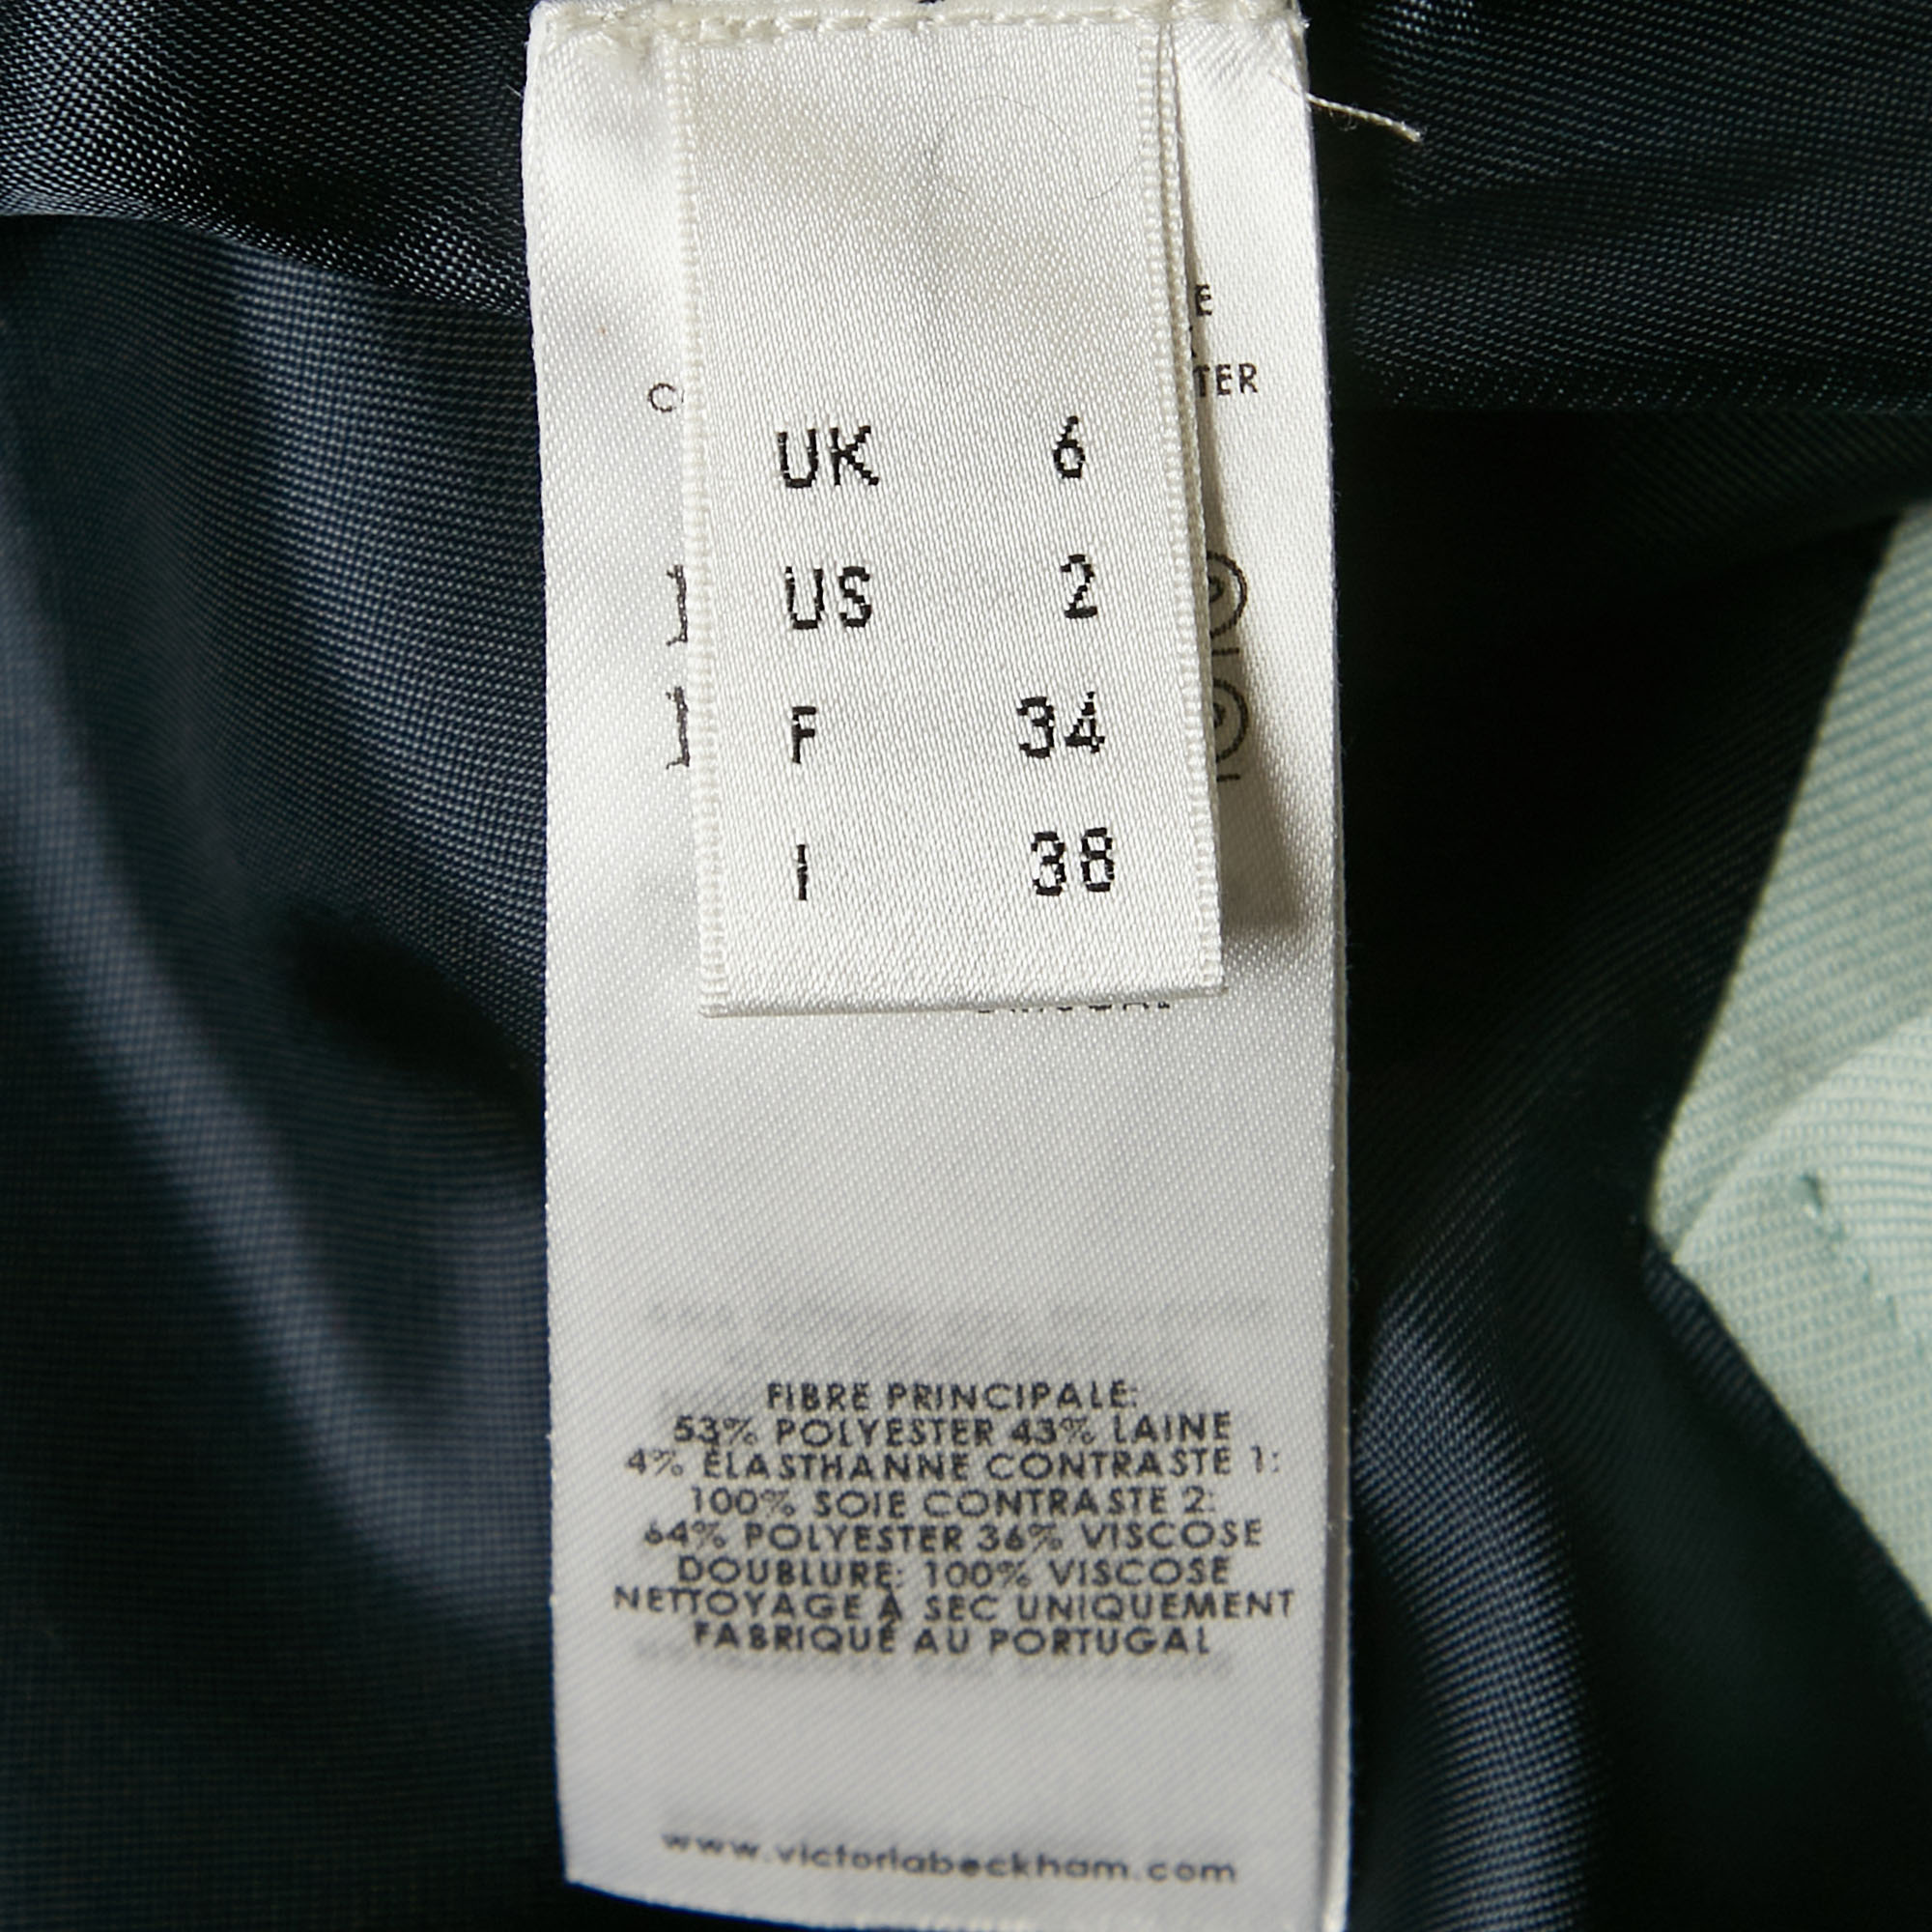 UK 6
US 2
F 34
I 38
FIBRE PRINCIPALE:
53% POLYESTER 43% LAINE
4% ÉLASTHANNE CONTRASTE 1:
100% SOIE CONTRASTE 2:
64% POLYESTER 36% VISCOSE
DOUBLURE: 100% VISCOSE
NETTOYAGE À SEC UNIQUEMENT
FABRIQUÉ AU PORTUGAL
www.victoriabeckham.com